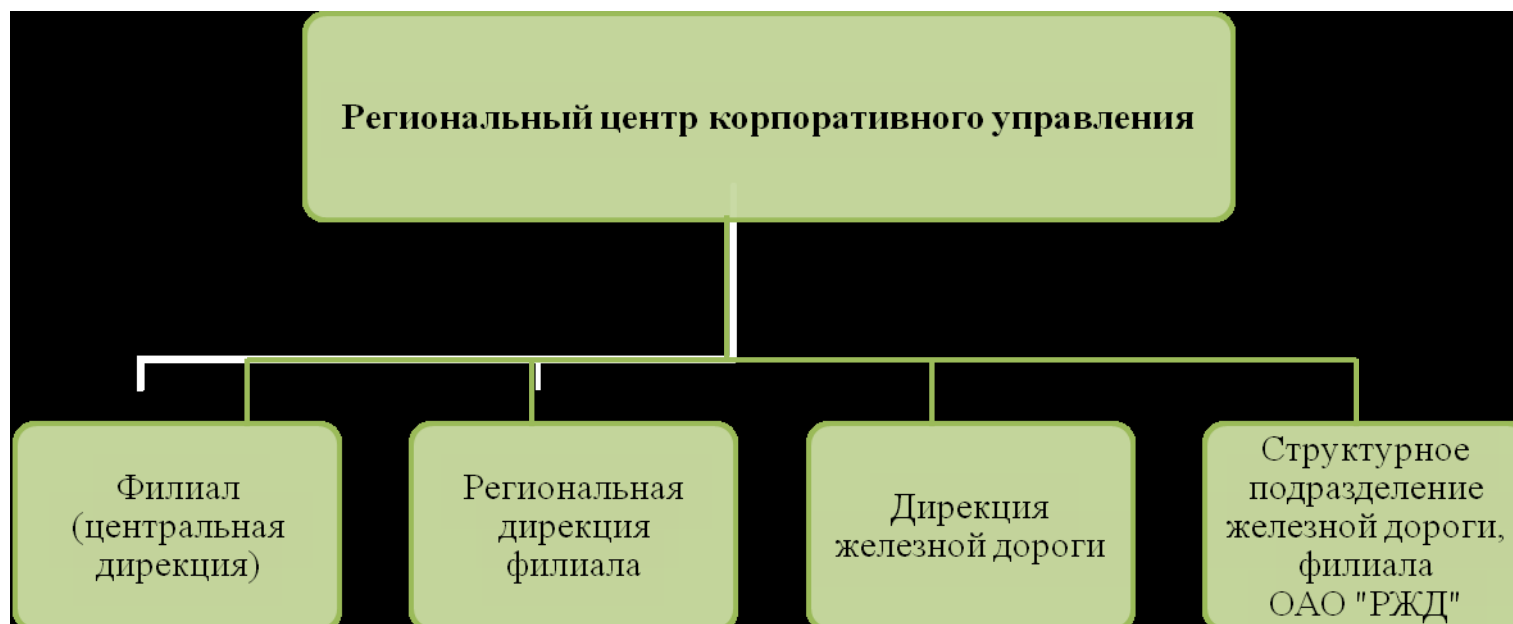 Региональный центр корпоративного управления
Филиал
(центральная
дирекция)
Региональная
дирекция
филиала
Дирекция
железной дороги
Структурное
подразделение
железной дороги,
филиала
ОАО "РЖД"